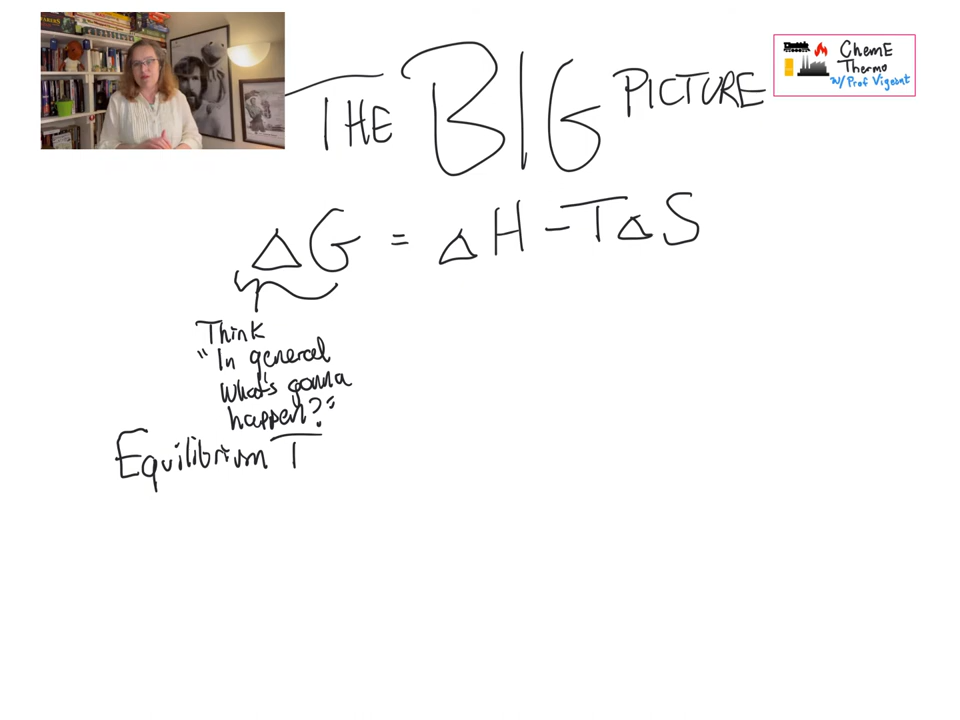 THE BIG PICTURE
ChemE
Thermo
w/ Prof Vigeant
ΔG = ΔH - TΔS
Think
"In general
What's gonna
happen?"
Equilibrium T